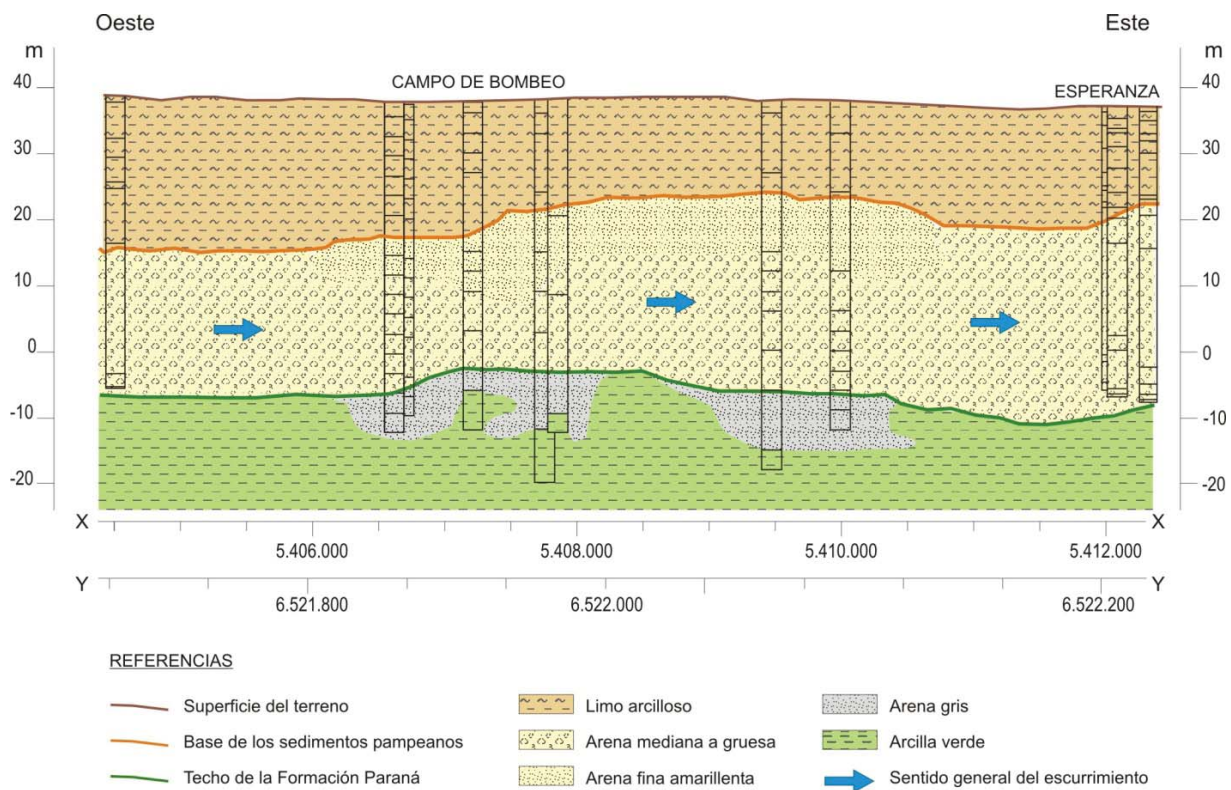 Oeste Este
m m
CAMPO DE BOMBEO
ESPERANZA
40 40
30 30
20 20
10 10
0 0
-10 -10
-20 -20
X X
5.406.000 5.408.000 5.410.000 5.412.000
Y Y
6.521.800 6.522.000 6.522.200
REFERENCIAS
Superficie del terreno Limo arcilloso Arena gris
Base de los sedimentos pampeanos Arena mediana a gruesa Arcilla verde
Techo de la Formación Paraná Arena fina amarillenta Sentido general del escurrimiento